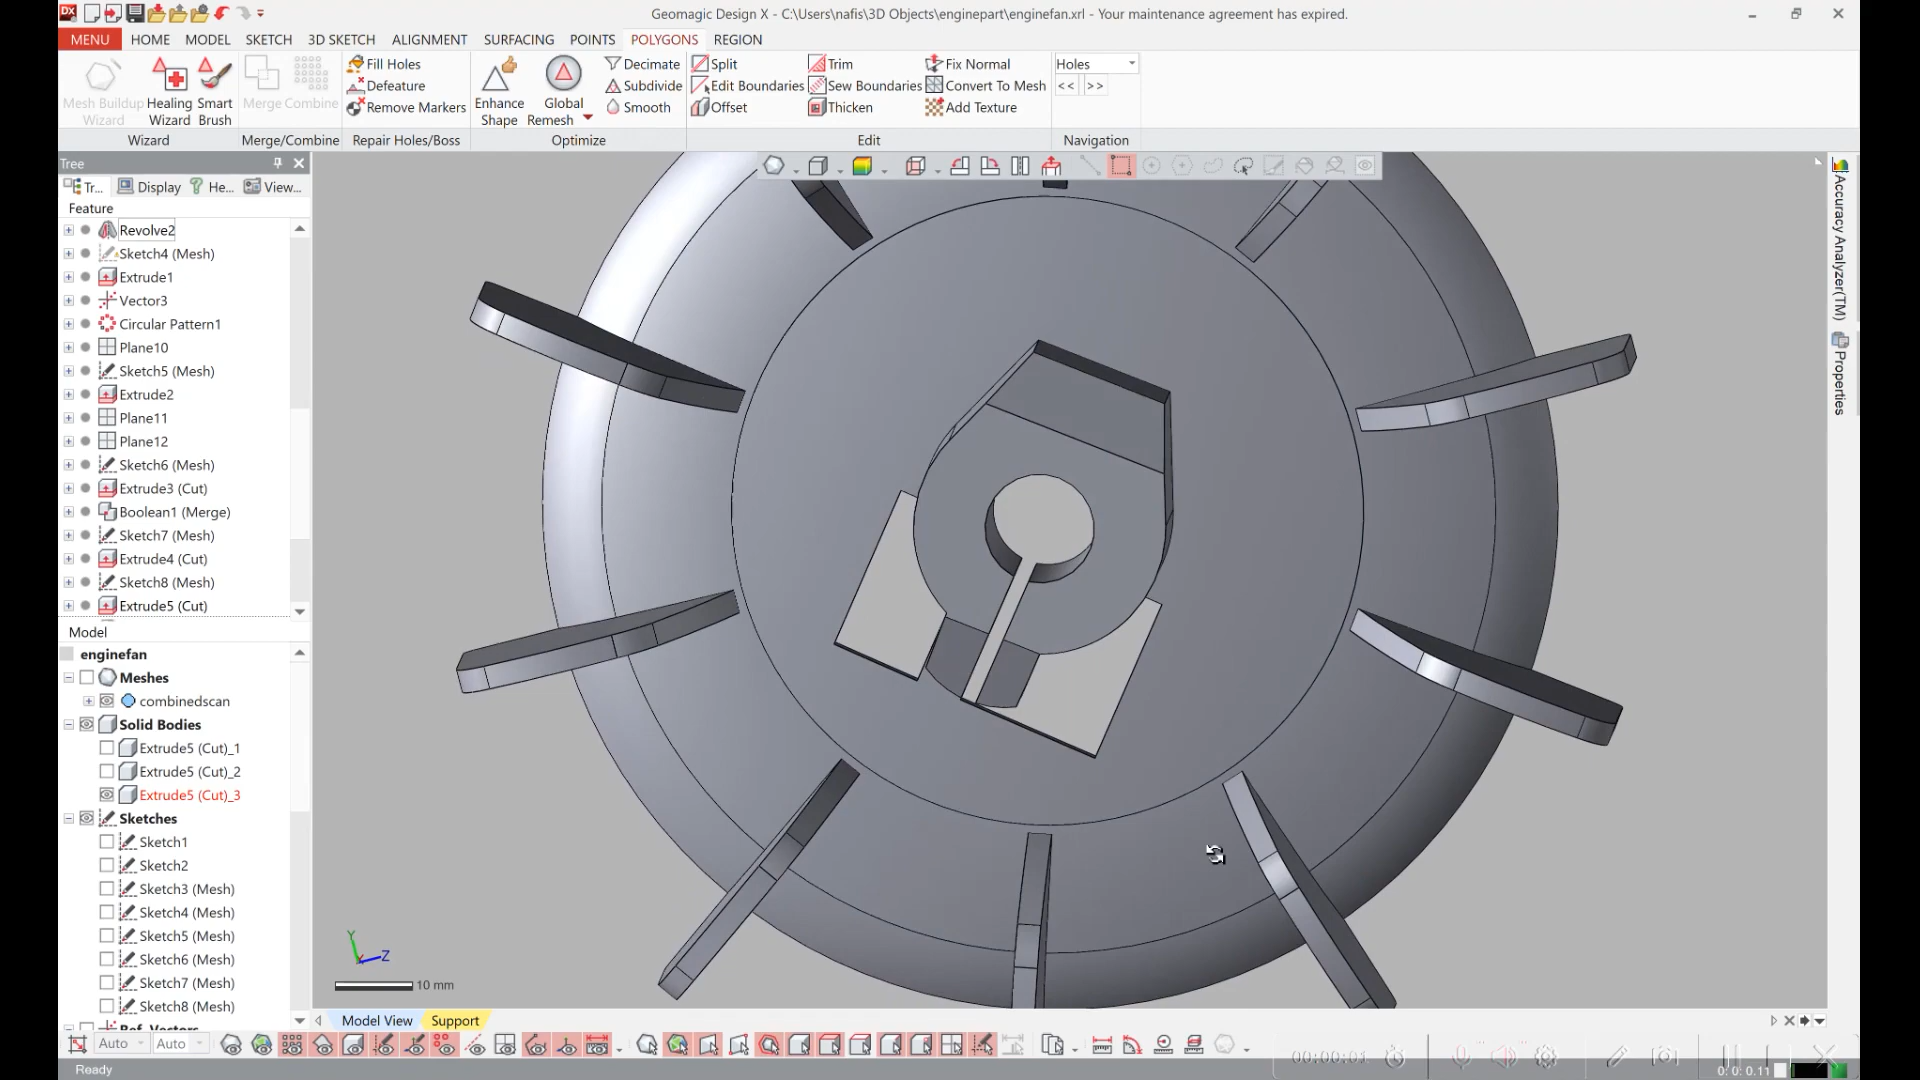 DX
Geomagic Design X - C:\Users\nafis\3D Objects\enginepart\enginefan.xrl - Your maintenance agreement has expired.
MENU HOME MODEL SKETCH 3D SKETCH ALIGNMENT SURFACING POINTS POLYGONS REGION
Mesh Buildup Wizard
Healing Wizard
Smart Brush
Merge
Combine
Fill Holes
Defeature
Remove Markers
Enhance Shape
Global Remesh
Decimate
Subdivide
Smooth
Split
Edit Boundaries
Offset
Trim
Sew Boundaries
Thicken
Fix Normal
Convert To Mesh
Add Texture
Holes
<< >>
Wizard Merge/Combine Repair Holes/Boss Optimize Edit Navigation
Tree
Tr... Display He... View...
Feature
Revolve2
Sketch4 (Mesh)
Extrude1
Vector3
Circular Pattern1
Plane10
Sketch5 (Mesh)
Extrude2
Plane11
Plane12
Sketch6 (Mesh)
Extrude3 (Cut)
Boolean1 (Merge)
Sketch7 (Mesh)
Extrude4 (Cut)
Sketch8 (Mesh)
Extrude5 (Cut)
Model
enginefan
Meshes
combinedscan
Solid Bodies
Extrude5 (Cut)_1
Extrude5 (Cut)_2
Extrude5 (Cut)_3
Sketches
Sketch1
Sketch2
Sketch3 (Mesh)
Sketch4 (Mesh)
Sketch5 (Mesh)
Sketch6 (Mesh)
Sketch7 (Mesh)
Sketch8 (Mesh)
Ref. Vectors
Y
Z
10 mm
Accuracy Analyzer(TM)
Properties
Model View Support
Auto Auto
00:00:01
Ready
0: 0: 0.11